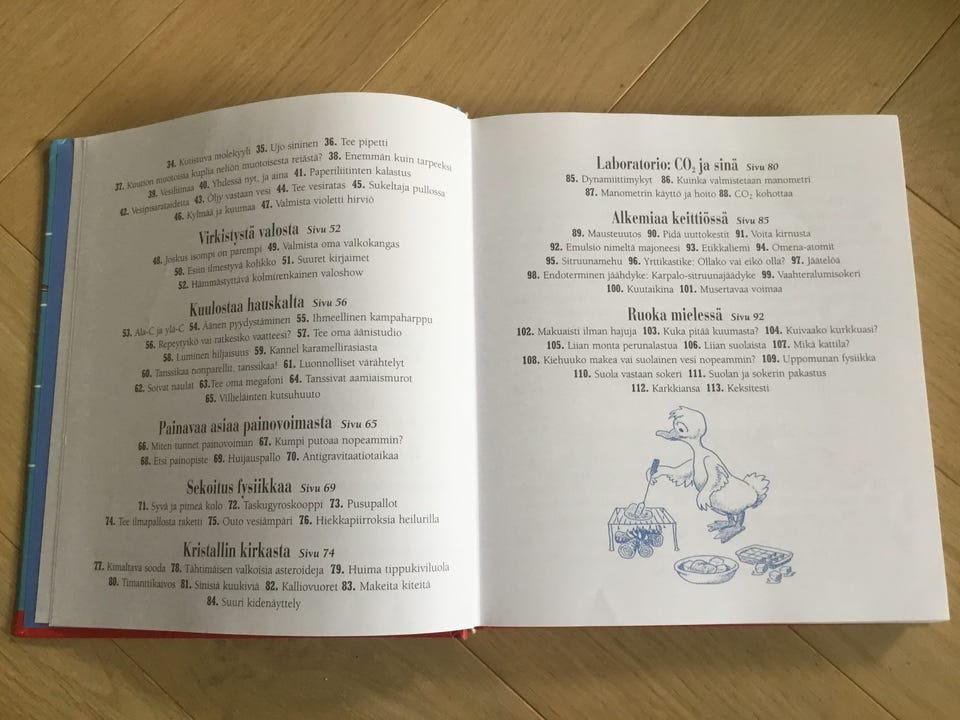 34. Kutistuva molekyyli 35. Ujo sininen 36. Tee pipetti
37. Kuution muotoisia kuplia neliön muotoisesta reiästä? 38. Enemmän kuin tarpeeksi
39. Vesiliimaa 40. Yhdessä nyt, ja aina 41. Paperiliitinten kalastus
42. Vesipisarataidetta 43. Öljy vastaan vesi 44. Tee vesiratas 45. Sukeltaja pullossa
46. Kylmää ja kuumaa 47. Valmista violetti hirviö
Virkistystä valosta Sivu 52
48. Joskus isompi on parempi 49. Valmista oma valkokangas
50. Esiin ilmestyvä kolikko 51. Suuret kirjaimet
52. Hämmästyttävä kolmirenkainen valoshow
Kuulostaa hauskalta Sivu 56
53. Ala-C ja ylä-C 54. Äänen pyydystäminen 55. Ihmeellinen kampaharppu
56. Repeytykö vai ratkesiko vaatteesi? 57. Tee oma äänistudio
58. Luminen hiljaisuus 59. Kannel karamellirasiasta
60. Tanssikaa nonparellit, tanssikaa! 61. Luonnolliset värähtelyt
62. Soivat naulat 63. Tee oma megafoni 64. Tanssivat aamiaismurot
65. Villieläinten kutsuhuuto
Painavaa asiaa painovoimasta Sivu 65
66. Miten tunnet painovoiman 67. Kumpi putoaa nopeammin?
68. Etsi painopiste 69. Huijauspallo 70. Antigravitaatiotaikaa
Sekoitus fysiikkaa Sivu 69
71. Syvä ja pimeä kolo 72. Taskugyroskooppi 73. Pusupallot
74. Tee ilmapallosta raketti 75. Outo vesiämpäri 76. Hiekkapiirroksia heilurilla
Kristallin kirkasta Sivu 74
77. Kimaltava sooda 78. Tähtimäisen valkoisia asteroideja 79. Huima tippukiviluola
80. Timanttikaivos 81. Sinisiä kuukiviä 82. Kalliovuoret 83. Makeita kiteitä
84. Suuri kidenäyttely
Laboratorio: CO₂ ja sinä Sivu 80
85. Dynamiittimykyt 86. Kuinka valmistetaan manometri
87. Manometrin käyttö ja hoito 88. CO₂ kohottaa
Alkemiaa keittiössä Sivu 85
89. Mausteuutos 90. Pidä uuttokestit 91. Voita kirnusta
92. Emulsio nimeltä majoneesi 93. Etikkaliemi 94. Omena-atomit
95. Sitruunamehu 96. Yrttikastike: Ollako vai eikö olla? 97. Jäätelöä
98. Endoterminen jäähdyke: Karpalo-sitruunajäädyke 99. Vaahteralumisokeri
100. Kuutaikina 101. Musertavaa voimaa
Ruoka mielessä Sivu 92
102. Makuaisti ilman hajuja 103. Kuka pitää kuumasta? 104. Kuivaako kurkkuasi?
105. Liian monta perunalastua 106. Liian suolaista 107. Mikä kattila?
108. Kiehuuko makea vai suolainen vesi nopeammin? 109. Uppomunan fysiikka
110. Suola vastaan sokeri 111. Suolan ja sokerin pakastus
112. Karkkiansa 113. Keksitesti